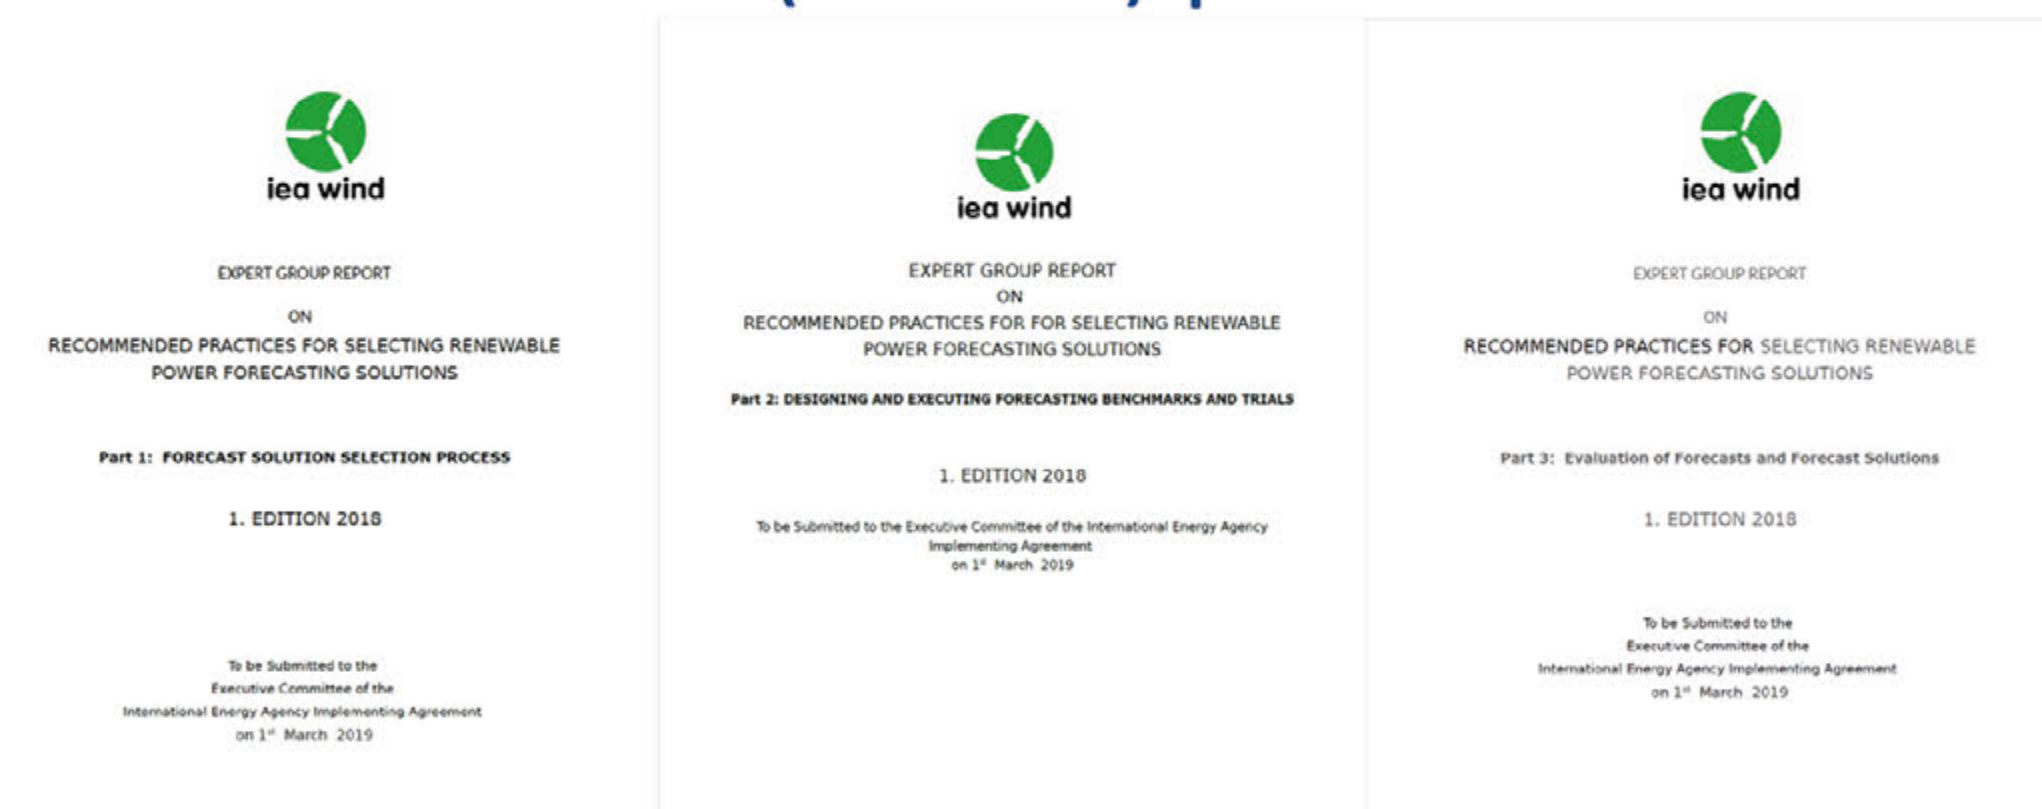 iea wind
EXPERT GROUP REPORT
ON
RECOMMENDED PRACTICES FOR SELECTING RENEWABLE
POWER FORECASTING SOLUTIONS
Part 1: FORECAST SOLUTION SELECTION PROCESS
1. EDITION 2018
To be Submitted to the
Executive Committee of the
International Energy Agency Implementing Agreement
on 1st March 2019
iea wind
EXPERT GROUP REPORT
ON
RECOMMENDED PRACTICES FOR FOR SELECTING RENEWABLE
POWER FORECASTING SOLUTIONS
Part 2: DESIGNING AND EXECUTING FORECASTING BENCHMARKS AND TRIALS
1. EDITION 2018
To be Submitted to the Executive Committee of the International Energy Agency
Implementing Agreement
on 1st March 2019
iea wind
EXPERT GROUP REPORT
ON
RECOMMENDED PRACTICES FOR SELECTING RENEWABLE
POWER FORECASTING SOLUTIONS
Part 3: Evaluation of Forecasts and Forecast Solutions
1. EDITION 2018
To be Submitted to the
Executive Committee of the
International Energy Agency Implementing Agreement
on 1st March 2019